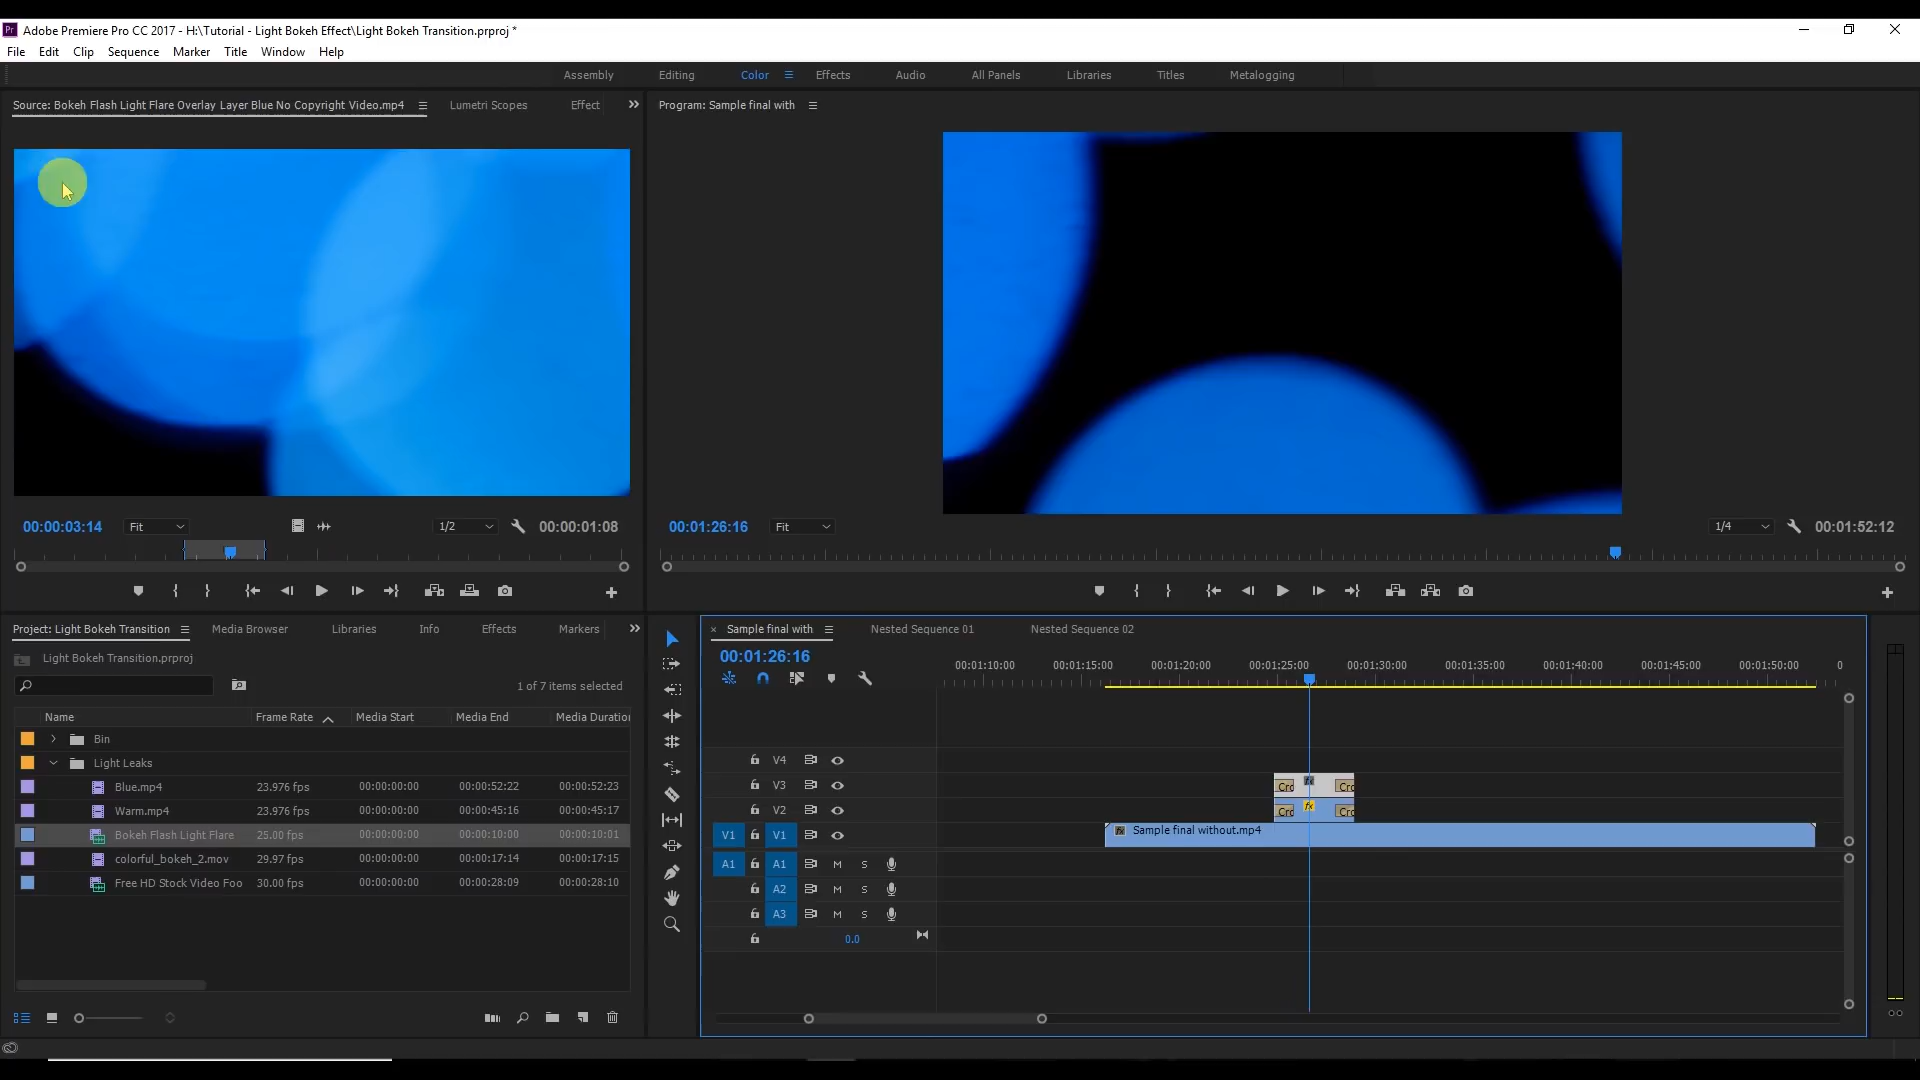 Adobe Premiere Pro CC 2017 - H:\Tutorial - Light Bokeh Effect\Light Bokeh Transition.prproj *
File Edit Clip Sequence Marker Title Window Help
Assembly Editing Color Effects Audio All Panels Libraries Titles Metalogging
Source: Bokeh Flash Light Flare Overlay Layer Blue No Copyright Video.mp4 Lumetri Scopes Effect
Program: Sample final with
00:00:03:14 Fit 1/2 00:00:01:08
00:01:26:16 Fit 1/4 00:01:52:12
Project: Light Bokeh Transition Media Browser Libraries Info Effects Markers
Light Bokeh Transition.prproj
1 of 7 items selected
Name Frame Rate Media Start Media End Media Duration
Bin
Light Leaks
Blue.mp4 23.976 fps 00:00:00:00 00:00:52:22 00:00:52:23
Warm.mp4 23.976 fps 00:00:00:00 00:00:45:16 00:00:45:17
Bokeh Flash Light Flare 25.00 fps 00:00:00:00 00:00:10:00 00:00:10:01
colorful_bokeh_2.mov 29.97 fps 00:00:00:00 00:00:17:14 00:00:17:15
Free HD Stock Video Foo 30.00 fps 00:00:00:00 00:00:28:09 00:00:28:10
Sample final with Nested Sequence 01 Nested Sequence 02
00:01:26:16
00:01:10:00 00:01:15:00 00:01:20:00 00:01:25:00 00:01:30:00 00:01:35:00 00:01:40:00 00:01:45:00 00:01:50:00 0
V4
V3 Cro fx Cro
V2 Cro fx Cro
V1 V1 fx Sample final without.mp4
A1 A1 M S
A2 M S
A3 M S
0.0